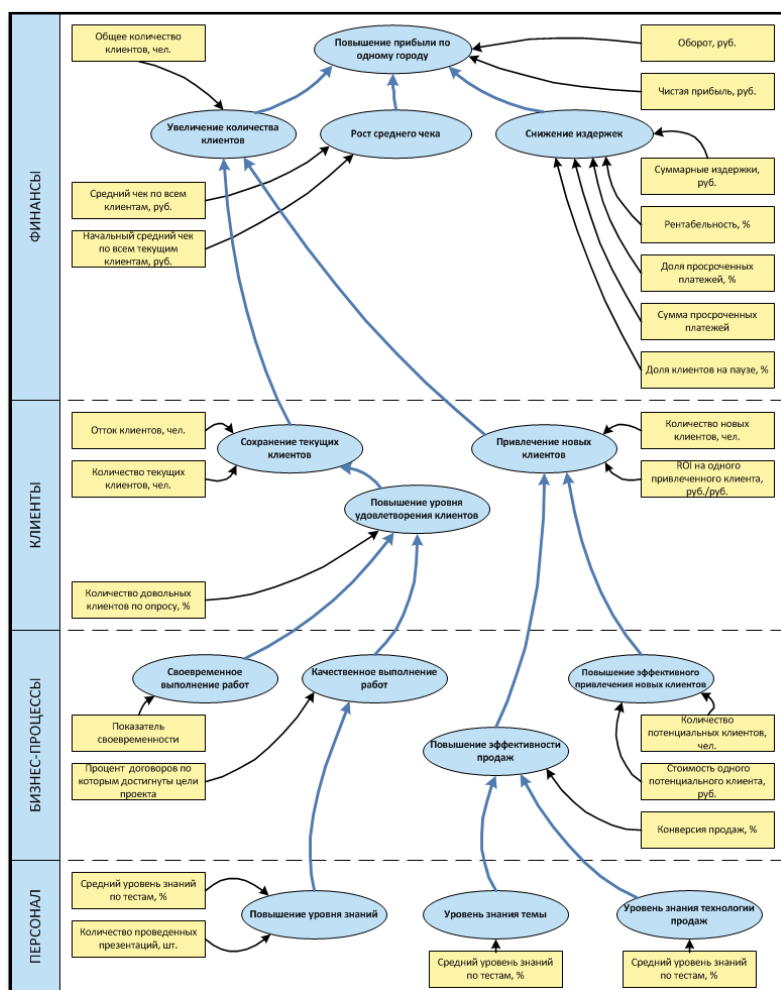 ФИНАНСЫ
Общее количество
клиентов, чел.
Повышение прибыли по
одному городу
Оборот, руб.
Чистая прибыль, руб.
Увеличение количества
клиентов
Рост среднего чека
Снижение издержек
Суммарные издержки,
руб.
Средний чек по всем
клиентам, руб.
Рентабельность, %
Начальный средний чек
по всем текущим
клиентам, руб.
Доля просроченных
платежей, %
Сумма просроченных
платежей
Доля клиентов на паузе, %
КЛИЕНТЫ
Отток клиентов, чел.
Сохранение текущих
клиентов
Привлечение новых
клиентов
Количество новых
клиентов, чел.
Количество текущих
клиентов, чел.
ROI на одного
привлеченного клиента,
руб./руб.
Повышение уровня
удовлетворения клиентов
Количество довольных
клиентов по опросу, %
БИЗНЕС-ПРОЦЕССЫ
Своевременное
выполнение работ
Качественное выполнение
работ
Повышение эффективного
привлечения новых клиентов
Показатель
своевременности
Количество
потенциальных клиентов,
чел.
Повышение эффективности
продаж
Процент договоров по
которым достигнуты цели
проекта
Стоимость одного
потенциального клиента,
руб.
Конверсия продаж, %
ПЕРСОНАЛ
Средний уровень знаний
по тестам, %
Повышение уровня знаний
Уровень знания темы
Уровень знания технологии
продаж
Количество проведенных
презентаций, шт.
Средний уровень знаний
по тестам, %
Средний уровень знаний
по тестам, %